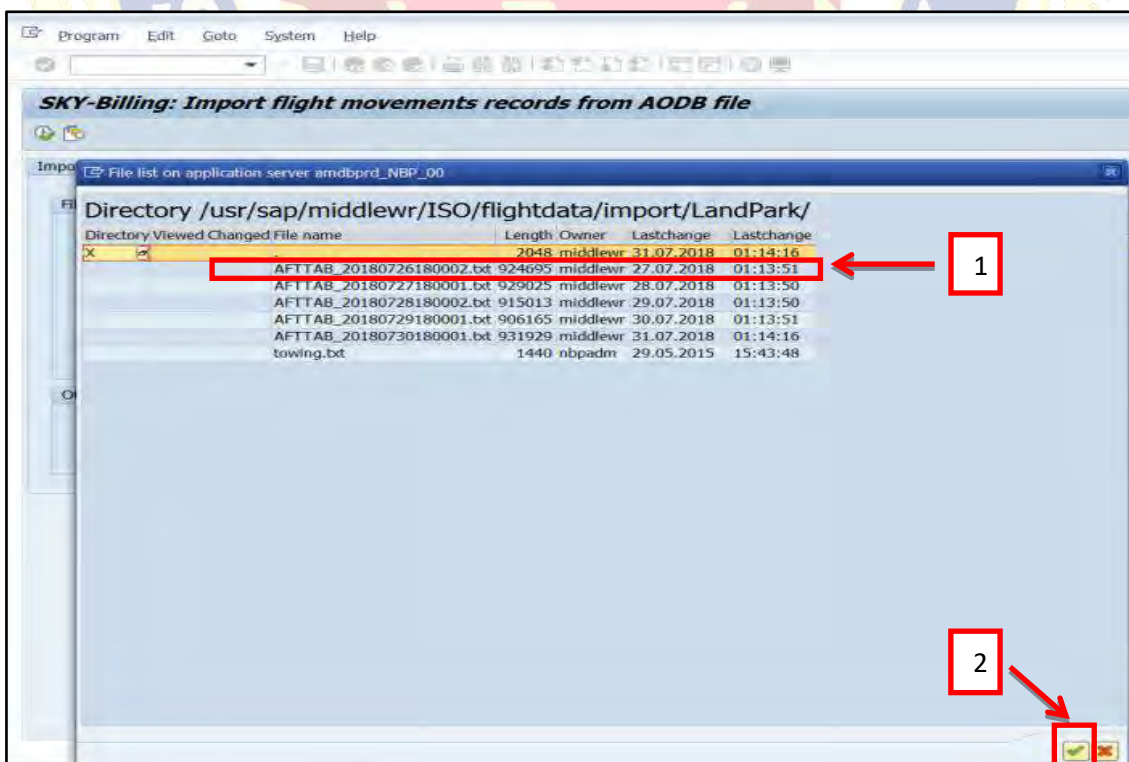 Program Edit Goto System Help
SKY-Billing: Import flight movements records from AODB file
Impo
File list on application server amdbprd_NBP_00
Fi
Directory /usr/sap/middlewr/ISO/flightdata/import/LandPark/
Directory Viewed Changed File name Length Owner Lastchange Lastchange
X . 2048 middlewr 31.07.2018 01:14:16
AFTTAB_20180726180002.txt 924695 middlewr 27.07.2018 01:13:51
1
AFTTAB_20180727180001.txt 929025 middlewr 28.07.2018 01:13:50
AFTTAB_20180728180002.txt 915013 middlewr 29.07.2018 01:13:50
AFTTAB_20180729180001.txt 906165 middlewr 30.07.2018 01:13:51
AFTTAB_20180730180001.txt 931929 middlewr 31.07.2018 01:14:16
towing.txt 1440 nbpadm 29.05.2015 15:43:48
2